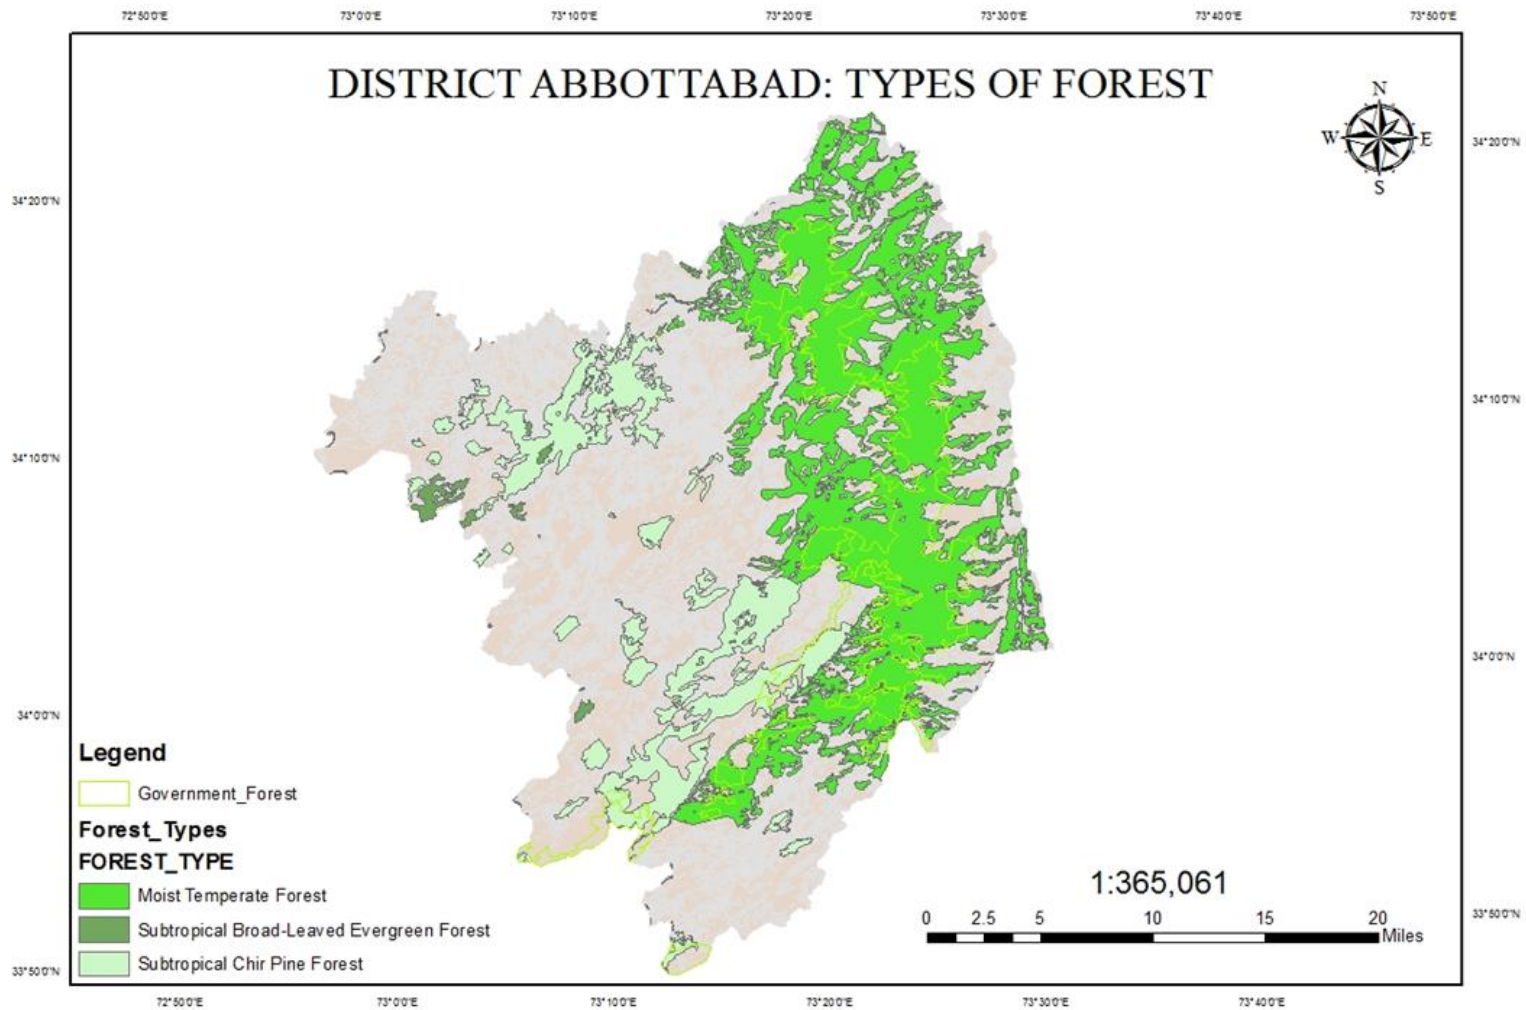 72°50'0"E 73°0'0"E 73°10'0"E 73°20'0"E 73°30'0"E 73°40'0"E 73°50'0"E
DISTRICT ABBOTTABAD: TYPES OF FOREST
N
W E
S
34°20'0"N
34°20'0"N
34°10'0"N
34°10'0"N
34°0'0"N
34°0'0"N
Legend
Government_Forest
Forest_Types
FOREST_TYPE
Moist Temperate Forest
Subtropical Broad-Leaved Evergreen Forest
Subtropical Chir Pine Forest
1:365,061
0 2.5 5 10 15 20
Miles
33°50'0"N
33°50'0"N
72°50'0"E 73°0'0"E 73°10'0"E 73°20'0"E 73°30'0"E 73°40'0"E